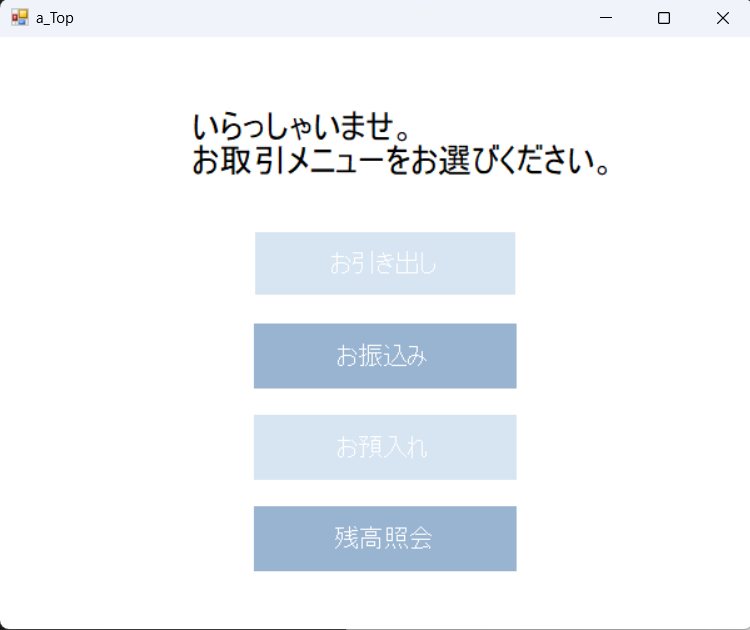 a_Top
いらっしゃいませ。
お取引メニューをお選びください。
お引き出し
お振込み
お預入れ
残高照会